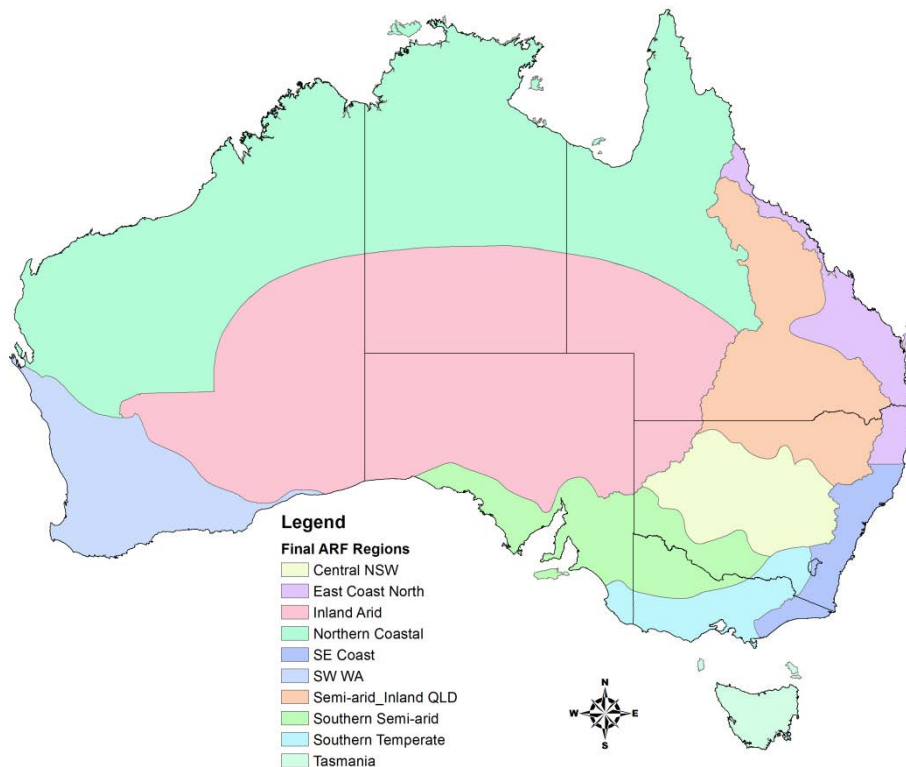 Legend
Final ARF Regions
Central NSW
East Coast North
Inland Arid
Northern Coastal
SE Coast
SW WA
Semi-arid_Inland QLD
Southern Semi-arid
Southern Temperate
Tasmania
N
W E
S